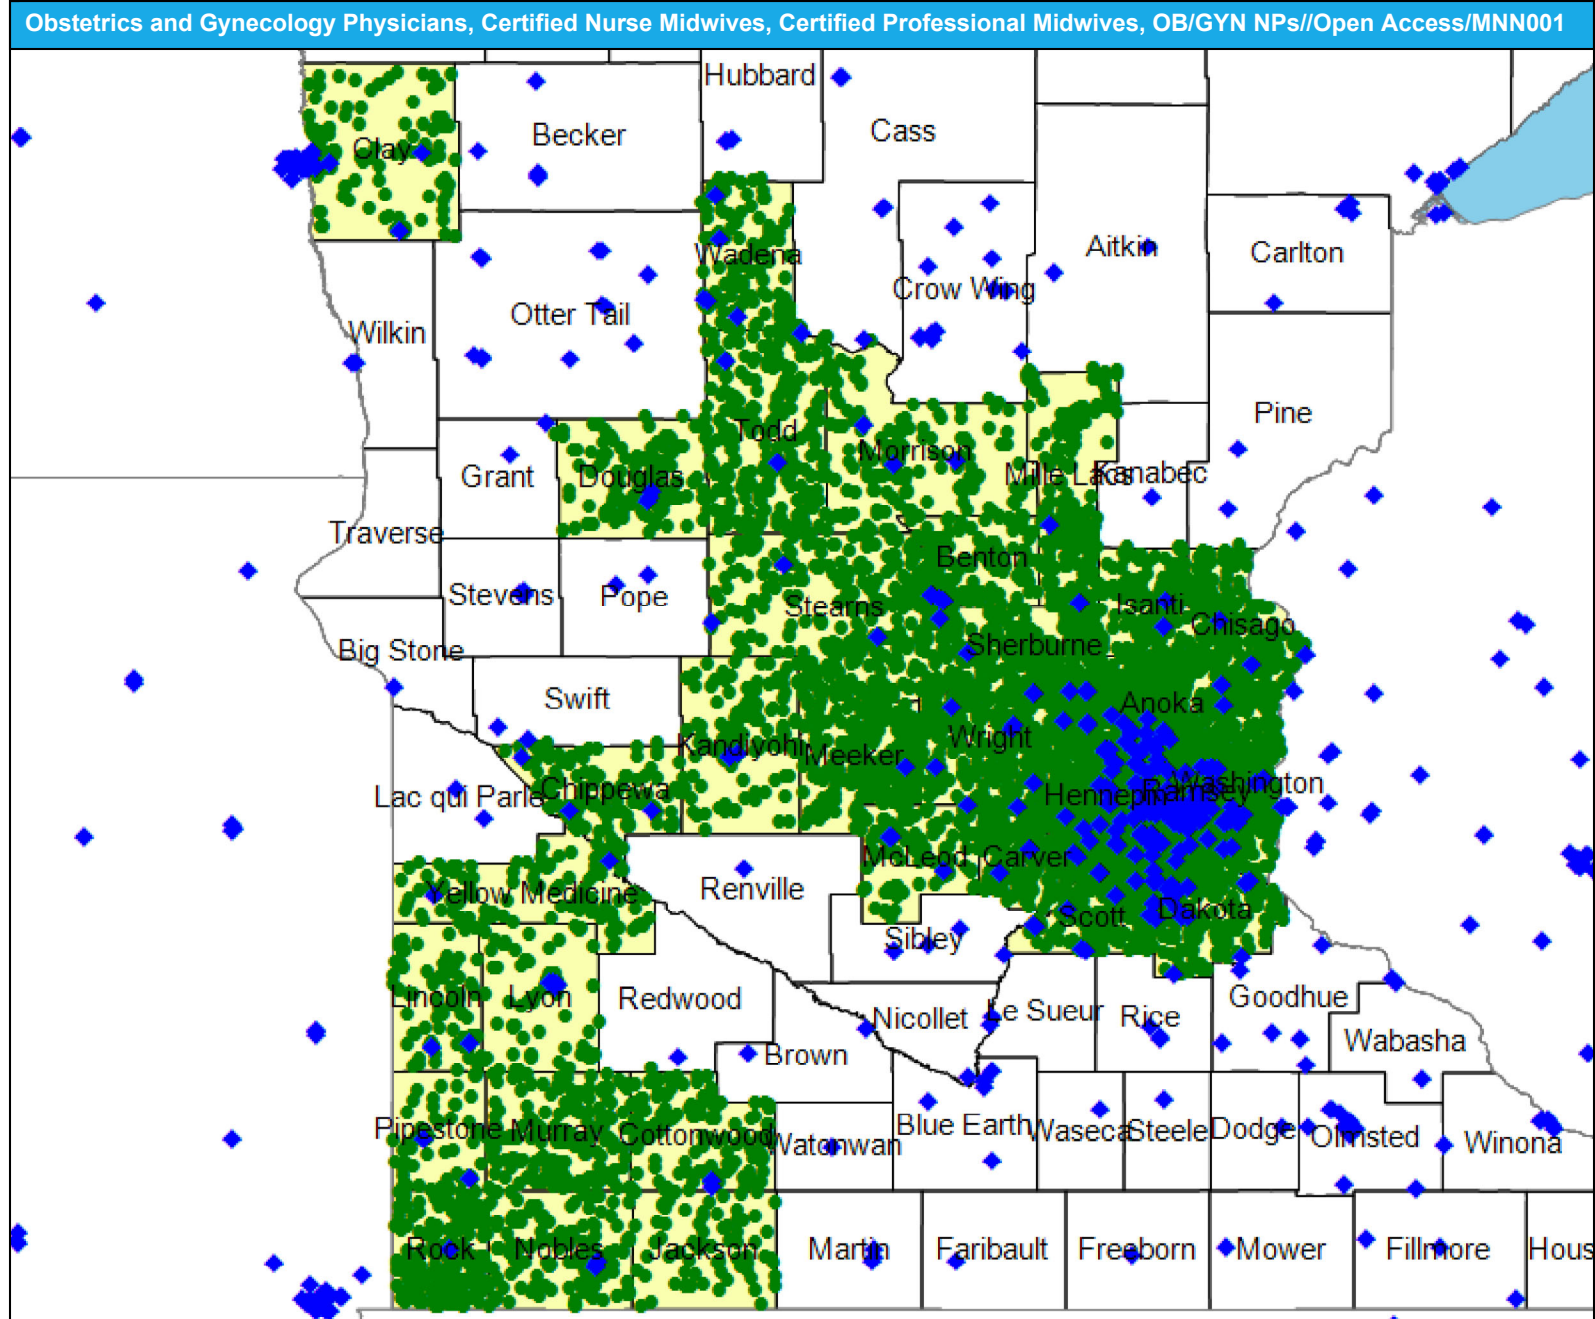 Obstetrics and Gynecology Physicians, Certified Nurse Midwives, Certified Professional Midwives, OB/GYN NPs//Open Access/MNN001
Hubbard
Cass
Becker
Clay
Wadena
Aitkin
Carlton
Crow Wing
Otter Tail
Wilkin
Pine
Todd
Morrison
Grant
Douglas
Mille Lacs
Kanabec
Traverse
Benton
Stevens
Pope
Stearns
Isanti
Chisago
Big Stone
Sherburne
Swift
Anoka
Kandiyohi
Meeker
Wright
Lac qui Parle
Chippewa
Hennepin
Ramsey
Washington
McLeod
Carver
Yellow Medicine
Renville
Scott
Dakota
Sibley
Lincoln
Lyon
Redwood
Nicollet
Le Sueur
Rice
Goodhue
Brown
Wabasha
Pipestone
Murray
Cottonwood
Watonwan
Blue Earth
Waseca
Steele
Dodge
Olmsted
Winona
Rock
Nobles
Jackson
Martin
Faribault
Freeborn
Mower
Fillmore
Hous